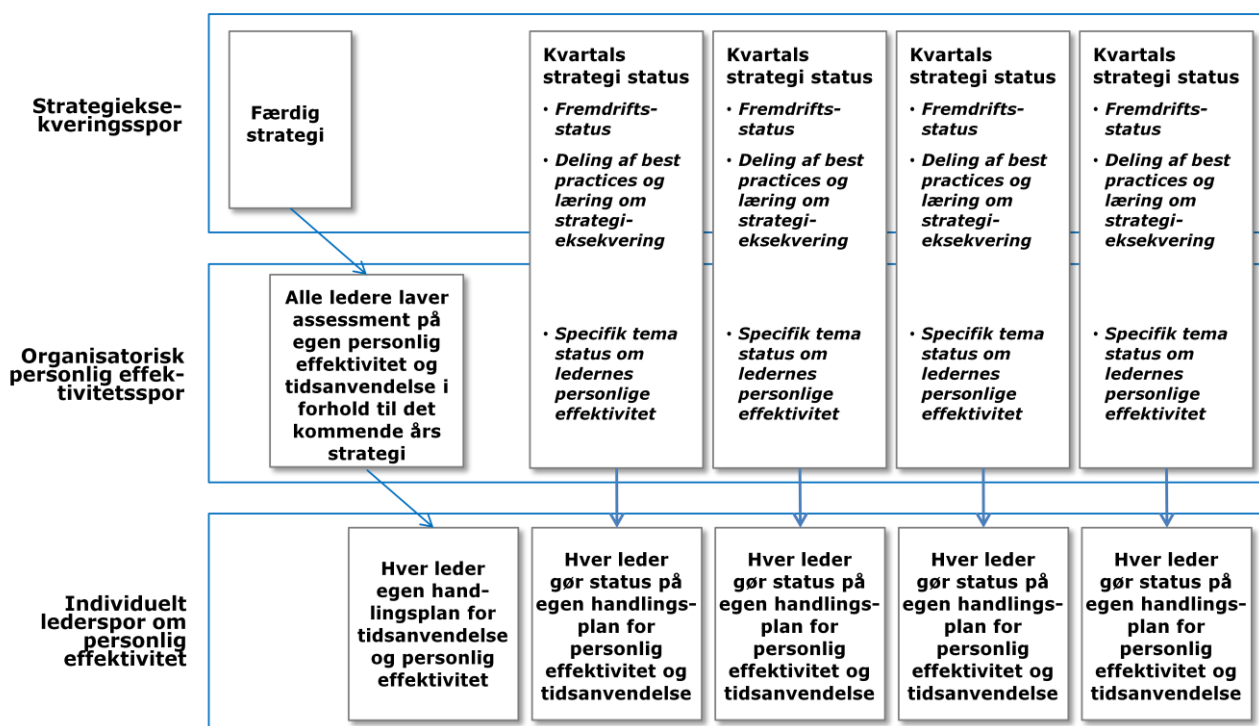 Strategiekse-
kveringsspor
Færdig
strategi
Kvartals
strategi status
• Fremdrifts-
status
• Deling af best
practices og
læring om
strategi-
eksekvering
• Specifik tema
status om
ledernes
personlige
effektivitet
Kvartals
strategi status
• Fremdrifts-
status
• Deling af best
practices og
læring om
strategi-
eksekvering
• Specifik tema
status om
ledernes
personlige
effektivitet
Kvartals
strategi status
• Fremdrifts-
status
• Deling af best
practices og
læring om
strategi-
eksekvering
• Specifik tema
status om
ledernes
personlige
effektivitet
Kvartals
strategi status
• Fremdrifts-
status
• Deling af best
practices og
læring om
strategi-
eksekvering
• Specifik tema
status om
ledernes
personlige
effektivitet
Organisatorisk
personlig effek-
tivitetsspor
Alle ledere laver
assessment på
egen personlig
effektivitet og
tidsanvendelse i
forhold til det
kommende års
strategi
Individuelt
lederspor om
personlig
effektivitet
Hver leder
egen hand-
lingsplan for
tidsanvendelse
og personlig
effektivitet
Hver leder
gør status på
egen handlings-
plan for
personlig
effektivitet og
tidsanvendelse
Hver leder
gør status på
egen handlings-
plan for
personlig
effektivitet og
tidsanvendelse
Hver leder
gør status på
egen handlings-
plan for
personlig
effektivitet og
tidsanvendelse
Hver leder
gør status på
egen handlings-
plan for
personlig
effektivitet og
tidsanvendelse